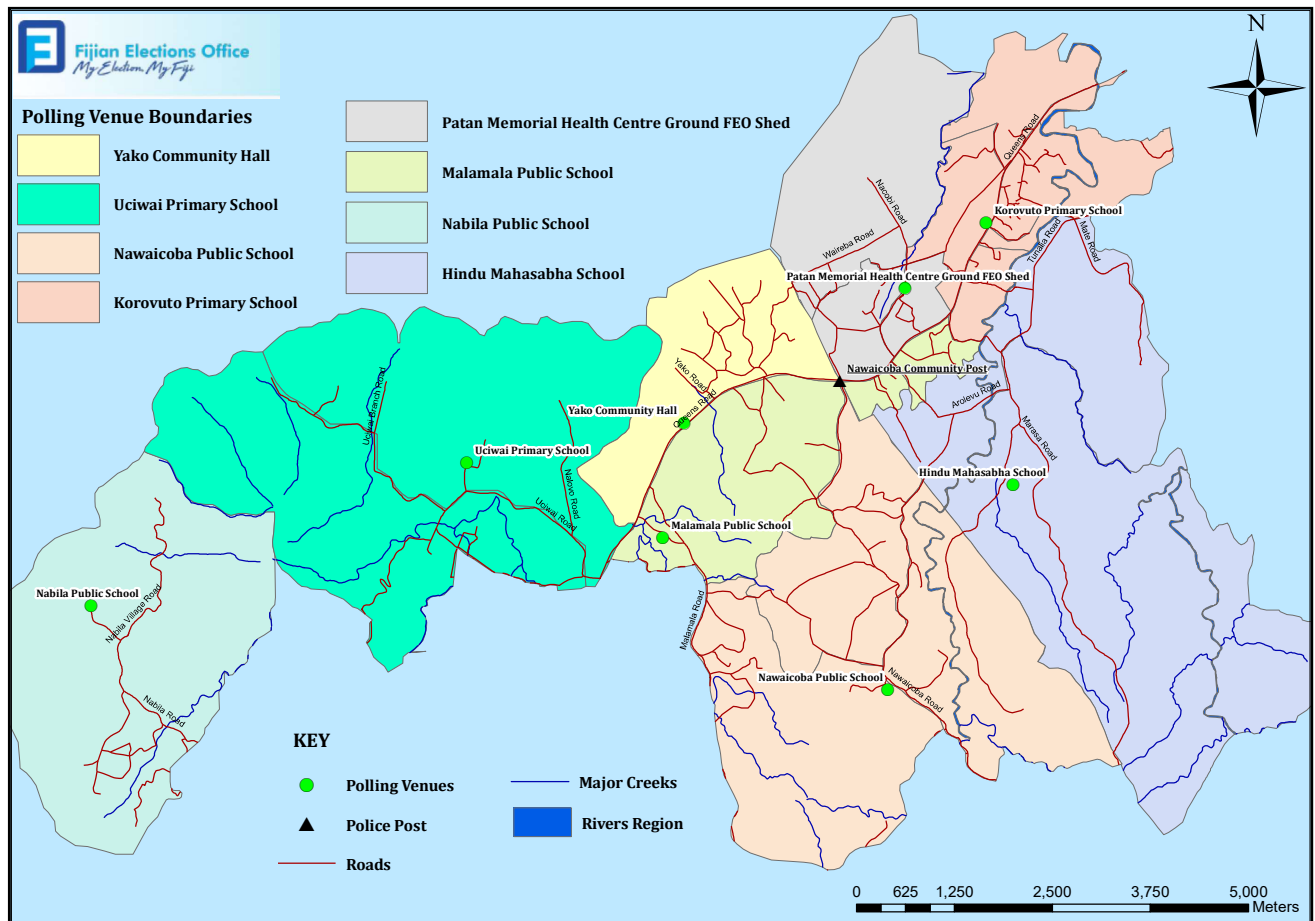 Fijian Elections Office
My Election, My Fiji
N
Polling Venue Boundaries
Yako Community Hall
Uciwai Primary School
Nawaicoba Public School
Korovuto Primary School
Patan Memorial Health Centre Ground FEO Shed
Malamala Public School
Nabila Public School
Hindu Mahasabha School
Queens Road
Nacobi Road
Korovuto Primary School
Waireba Road
Tunalia Road
Mate Road
Patan Memorial Health Centre Ground FEO Shed
Nawaicoba Community Post
Yako Road
Uciwai Branch Road
Arolevu Road
Yako Community Hall
Queens Road
Marasa Road
Uciwai Primary School
Nalovo Road
Hindu Mahasabha School
Uciwai Road
Malamala Public School
Nabila Public School
Nabila Village Road
Malamala Road
Nawaicoba Public School
Nawaicoba Road
Nabila Road
KEY
Polling Venues
Police Post
Roads
Major Creeks
Rivers Region
0 625 1,250 2,500 3,750 5,000
Meters